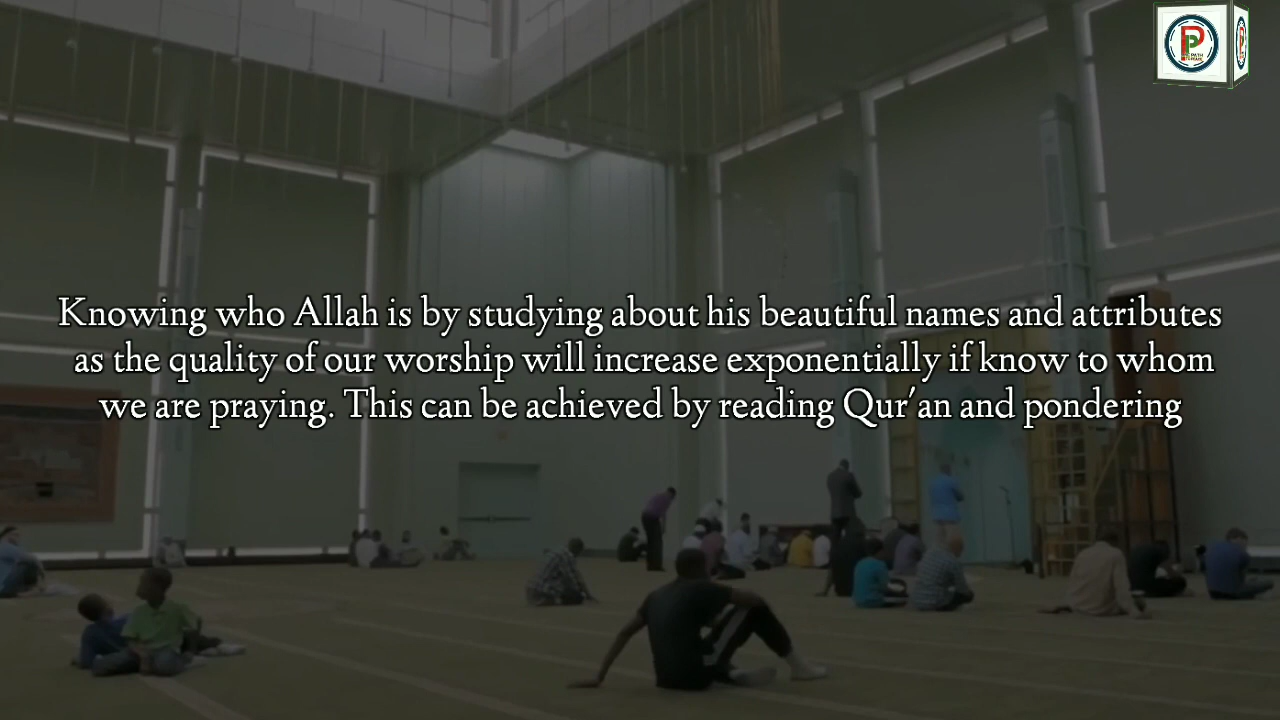 Knowing who Allah is by studying about his beautiful names and attributes
as the quality of our worship will increase exponentially if know to whom
we are praying. This can be achieved by reading Qur'an and pondering